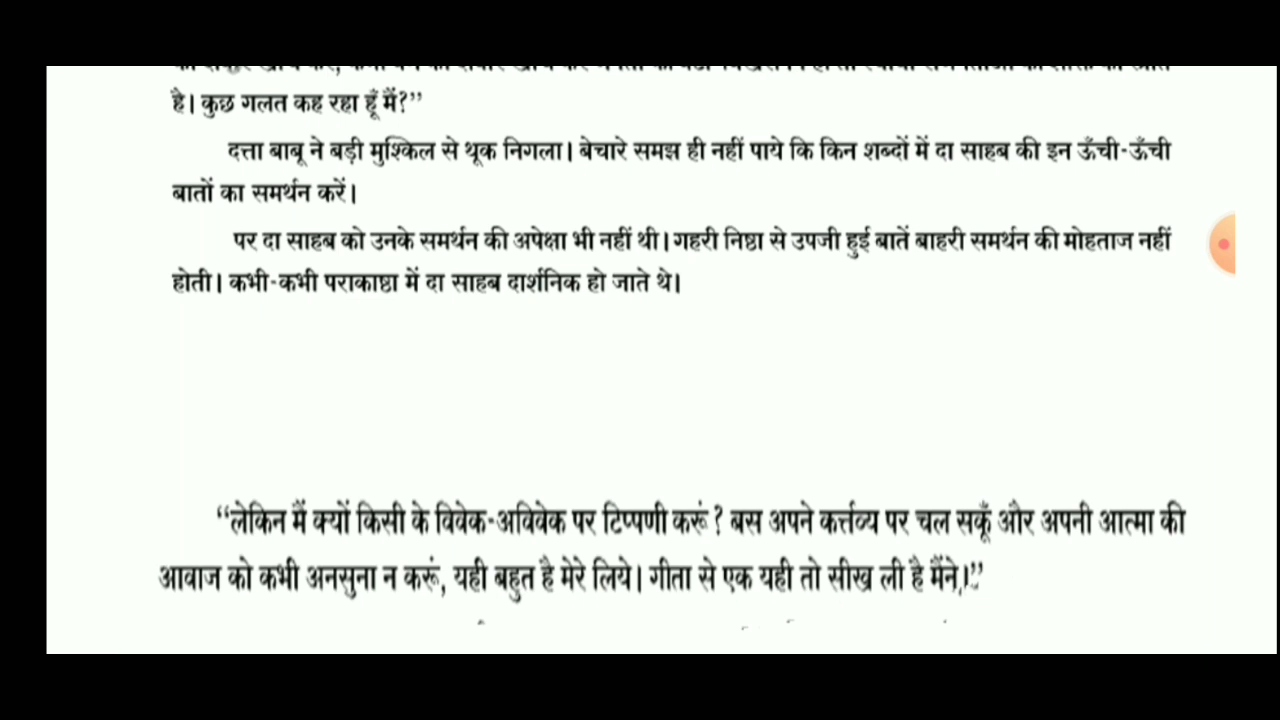 है। कुछ गलत कह रहा हूँ मैं?”
दत्ता बाबू ने बड़ी मुश्किल से थूक निगला। बेचारे समझ ही नहीं पाये कि किन शब्दों में दा साहब की इन ऊँची-ऊँची
बातों का समर्थन करें।
पर दा साहब को उनके समर्थन की अपेक्षा भी नहीं थी। गहरी निष्ठा से उपजी हुई बातें बाहरी समर्थन की मोहताज नहीं
होती। कभी-कभी पराकाष्ठा में दा साहब दार्शनिक हो जाते थे।
“लेकिन मैं क्यों किसी के विवेक-अविवेक पर टिप्पणी करूं? बस अपने कर्त्तव्य पर चल सकूँ और अपनी आत्मा की
आवाज को कभी अनसुना न करूं, यही बहुत है मेरे लिये। गीता से एक यही तो सीख ली है मैंने।”